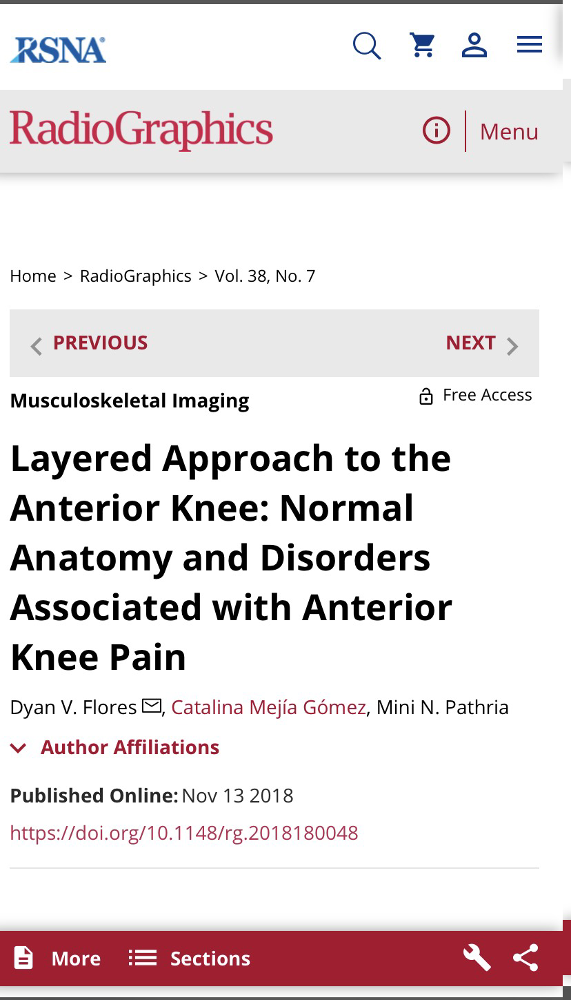 RSNA®
RadioGraphics
Menu
Home > RadioGraphics > Vol. 38, No. 7
PREVIOUS
NEXT
Musculoskeletal Imaging
Free Access
Layered Approach to the
Anterior Knee: Normal
Anatomy and Disorders
Associated with Anterior
Knee Pain
Dyan V. Flores, Catalina Mejía Gómez, Mini N. Pathria
Author Affiliations
Published Online: Nov 13 2018
https://doi.org/10.1148/rg.2018180048
More
Sections